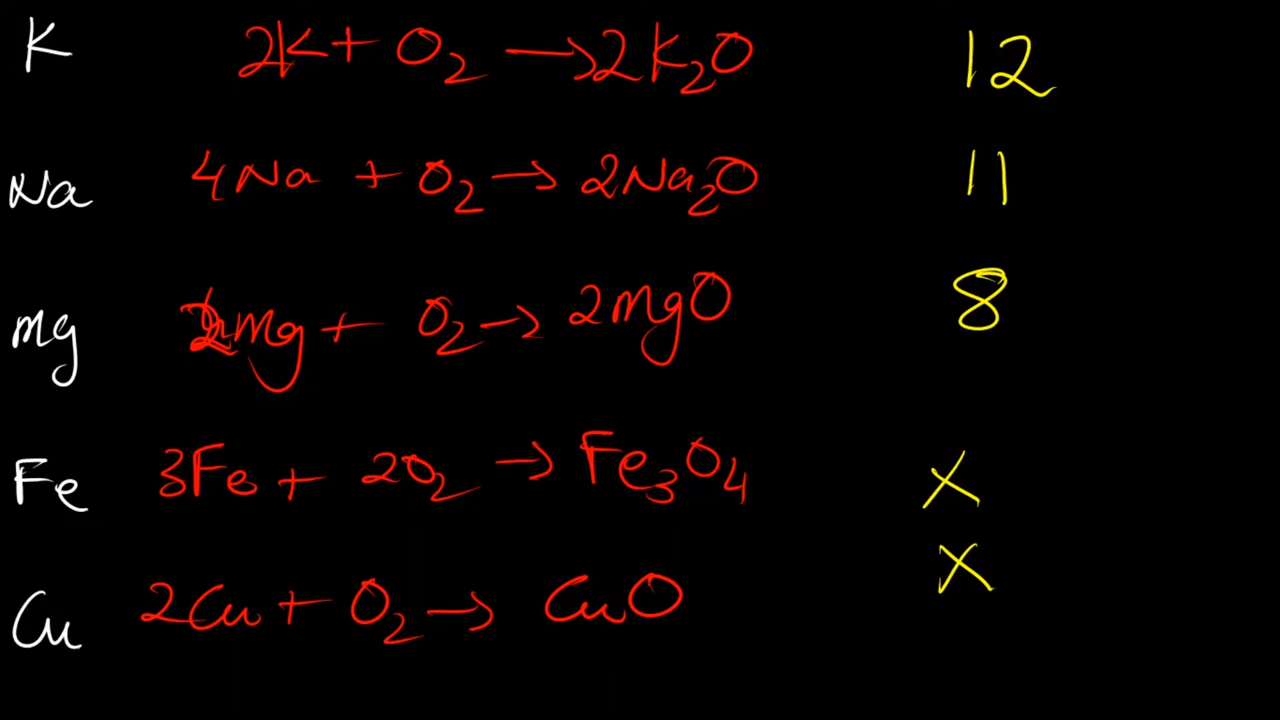 K 2K + O₂ → 2K₂O 12
Na 4Na + O₂ → 2Na₂O 11
Mg 2Mg + O₂ → 2MgO 8
Fe 3Fe + 2O₂ → Fe₃O₄ X
Cu 2Cu + O₂ → CuO X